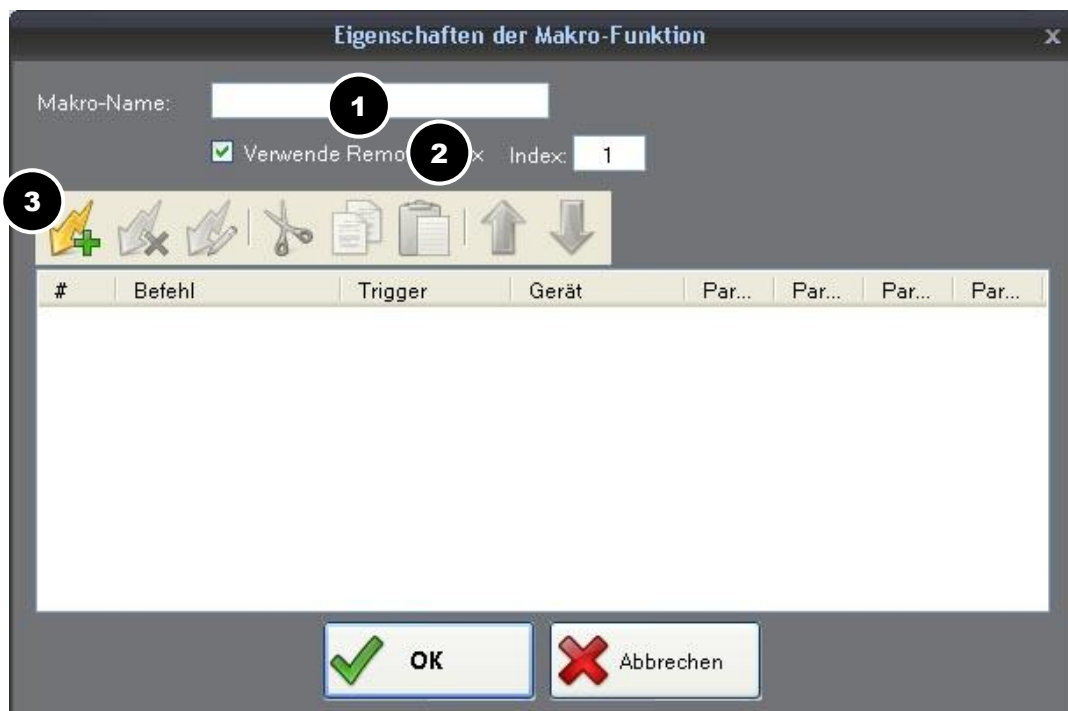 Eigenschaften der Makro-Funktion
x
Makro-Name:
1
Verwende 2 Index: 1
3
# Befehl Trigger Gerät Par... Par... Par... Par...
OK
Abbrechen